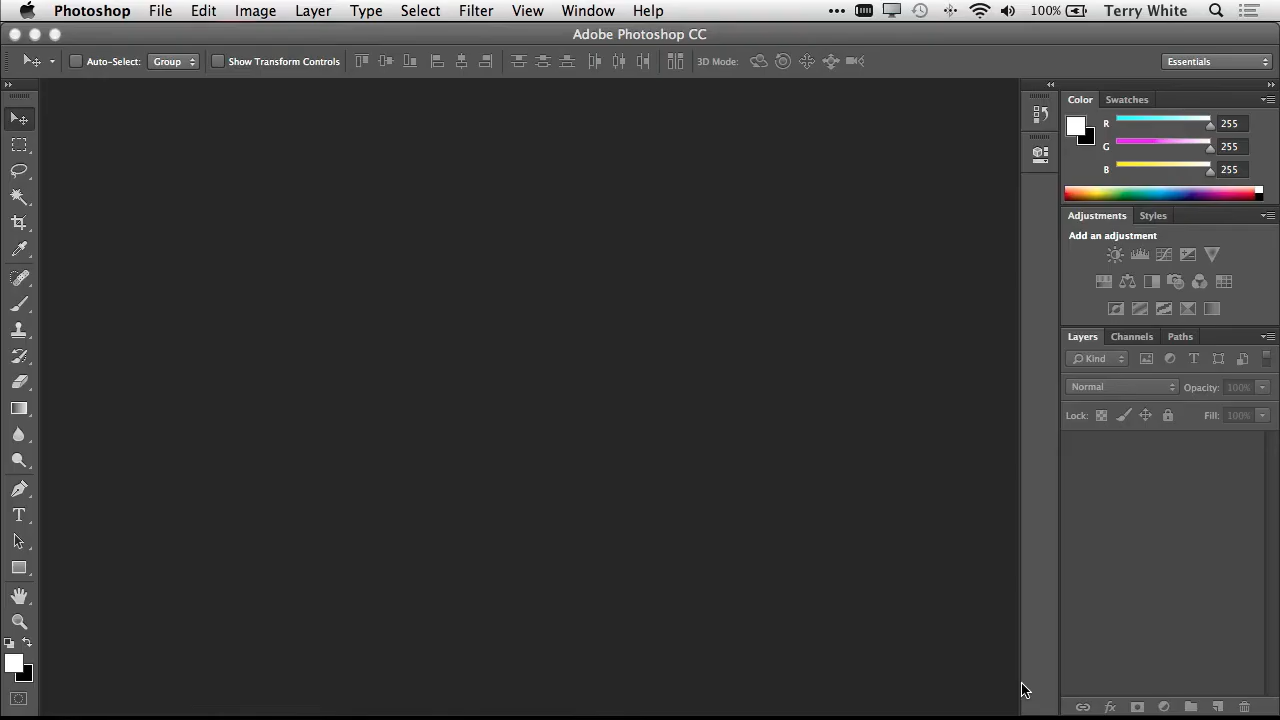 Photoshop File Edit Image Layer Type Select Filter View Window Help 100% Terry White
Adobe Photoshop CC
Auto-Select: Group Show Transform Controls 3D Mode: Essentials
Color Swatches
R 255
G 255
B 255
Adjustments Styles
Add an adjustment
Layers Channels Paths
Kind
Normal Opacity: 100%
Lock: Fill: 100%